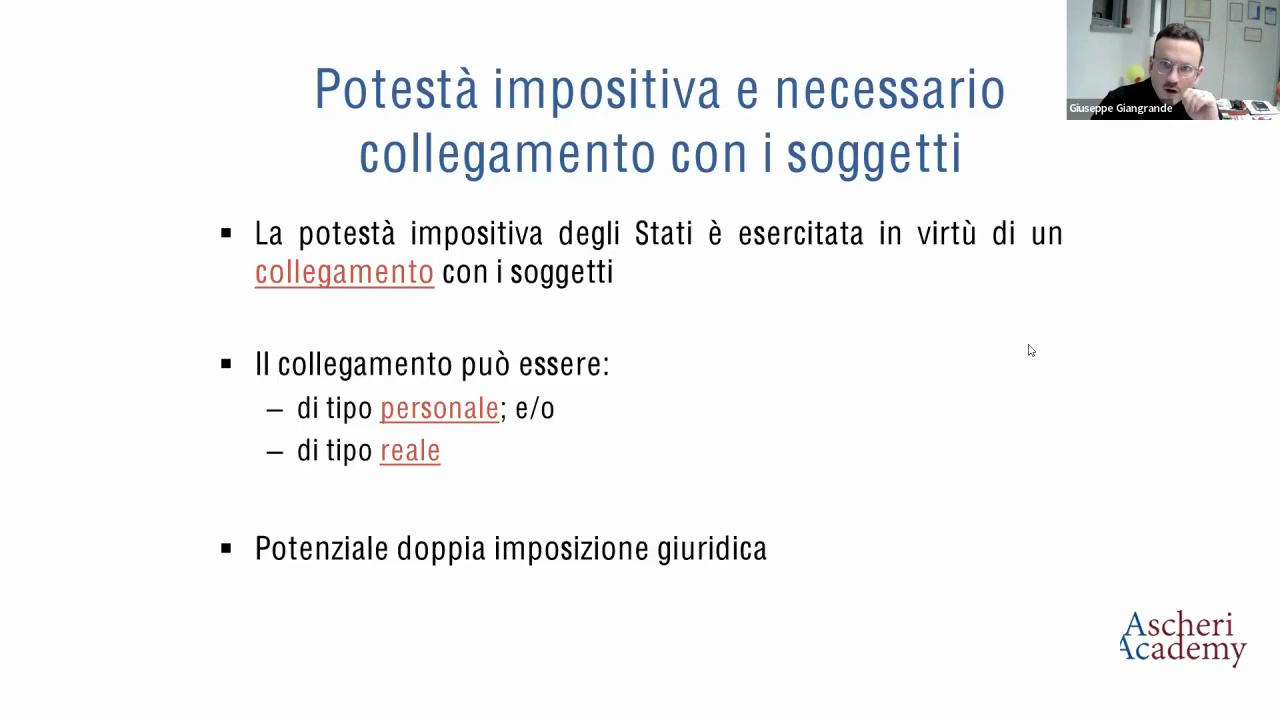 Giuseppe Giangrande
Potestà impositiva e necessario
collegamento con i soggetti
▪ La potestà impositiva degli Stati è esercitata in virtù di un
collegamento con i soggetti
▪ Il collegamento può essere:
– di tipo personale; e/o
– di tipo reale
▪ Potenziale doppia imposizione giuridica
Ascheri
Academy